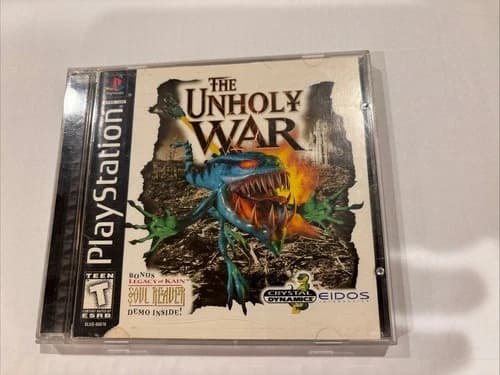 THE
UNHOLY
WAR
PlayStation
TEEN
T
ESRB
BONUS
LEGACY OF KAIN
SOUL REAVER
DEMO INSIDE!
CRYSTAL
DYNAMICS
EIDOS